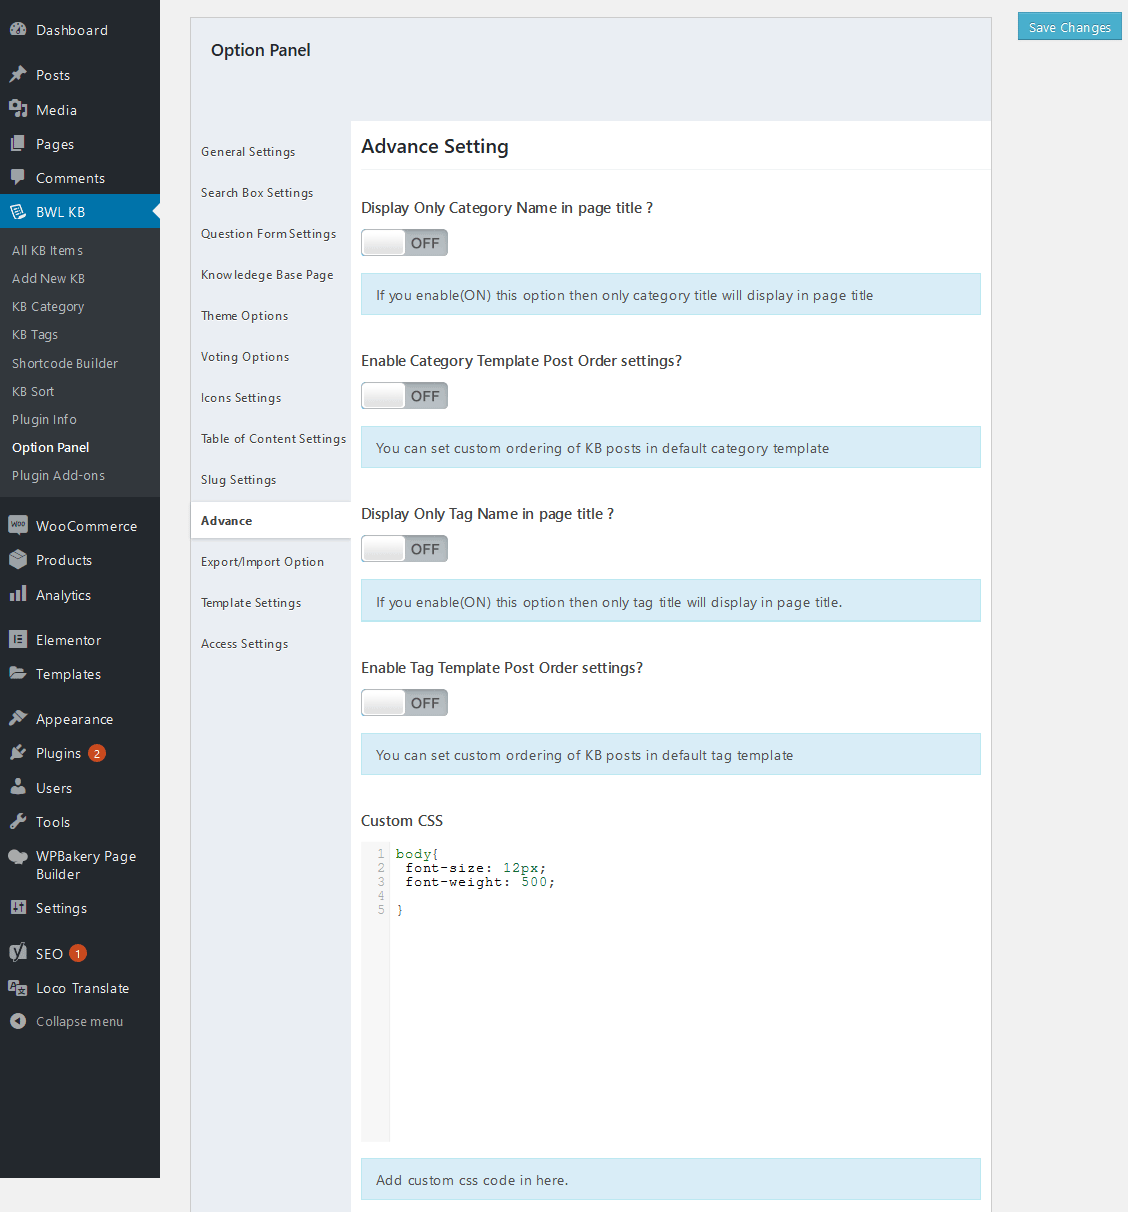 Dashboard
Posts
Media
Pages
Comments
BWL KB
All KB Items
Add New KB
KB Category
KB Tags
Shortcode Builder
KB Sort
Plugin Info
Option Panel
Plugin Add-ons
Woo WooCommerce
Products
Analytics
Elementor
Templates
Appearance
Plugins 2
Users
Tools
WPBakery Page
Builder
Settings
SEO 1
Loco Translate
Collapse menu
Option Panel
Save Changes
General Settings
Search Box Settings
Question Form Settings
Knowledege Base Page
Theme Options
Voting Options
Icons Settings
Table of Content Settings
Slug Settings
Advance
Export/Import Option
Template Settings
Access Settings
Advance Setting
Display Only Category Name in page title ?
OFF
If you enable(ON) this option then only category title will display in page title
Enable Category Template Post Order settings?
OFF
You can set custom ordering of KB posts in default category template
Display Only Tag Name in page title ?
OFF
If you enable(ON) this option then only tag title will display in page title.
Enable Tag Template Post Order settings?
OFF
You can set custom ordering of KB posts in default tag template
Custom CSS
1 body{
2 font-size: 12px;
3 font-weight: 500;
4
5 }
Add custom css code in here.